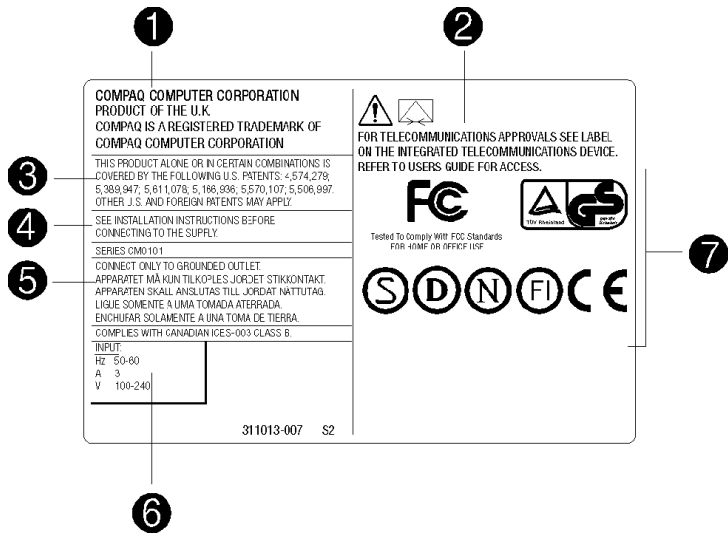 1
2
COMPAQ COMPUTER CORPORATION
PRODUCT OF THE U.K.
COMPAQ IS A REGISTERED TRADEMARK OF
COMPAQ COMPUTER CORPORATION
3
THIS PRODUCT ALONE OR IN CERTAIN COMBINATIONS IS
COVERED BY THE FOLLOWING U.S. PATENTS: 4,574,279;
5,389,947; 5,611,078; 5,166,936; 5,570,107; 5,506,997.
OTHER U.S. AND FOREIGN PATENTS MAY APPLY.
4
SEE INSTALLATION INSTRUCTIONS BEFORE
CONNECTING TO THE SUPPLY.
SERIES CM0101
5
CONNECT ONLY TO GROUNDED OUTLET.
APPARATET MÅ KUN TILKOPLES JORDET STIKKONTAKT.
APPARATEN SKALL ANSLUTAS TILL JORDAT NATTUTAG.
LIGUE SOMENTE A UMA TOMADA ATERRADA.
ENCHUFAR SOLAMENTE A UNA TOMA DE TIERRA.
COMPLIES WITH CANADIAN ICES-003 CLASS B.
INPUT:
Hz 50-60
A 3
V 100-240
6
311013-007 S2
FOR TELECOMMUNICATIONS APPROVALS SEE LABEL
ON THE INTEGRATED TELECOMMUNICATIONS DEVICE.
REFER TO USERS GUIDE FOR ACCESS.
FC
Tested To Comply With FCC Standards
FOR HOME OR OFFICE USE
TÜV Rheinland
GS
7
S D N FI CE